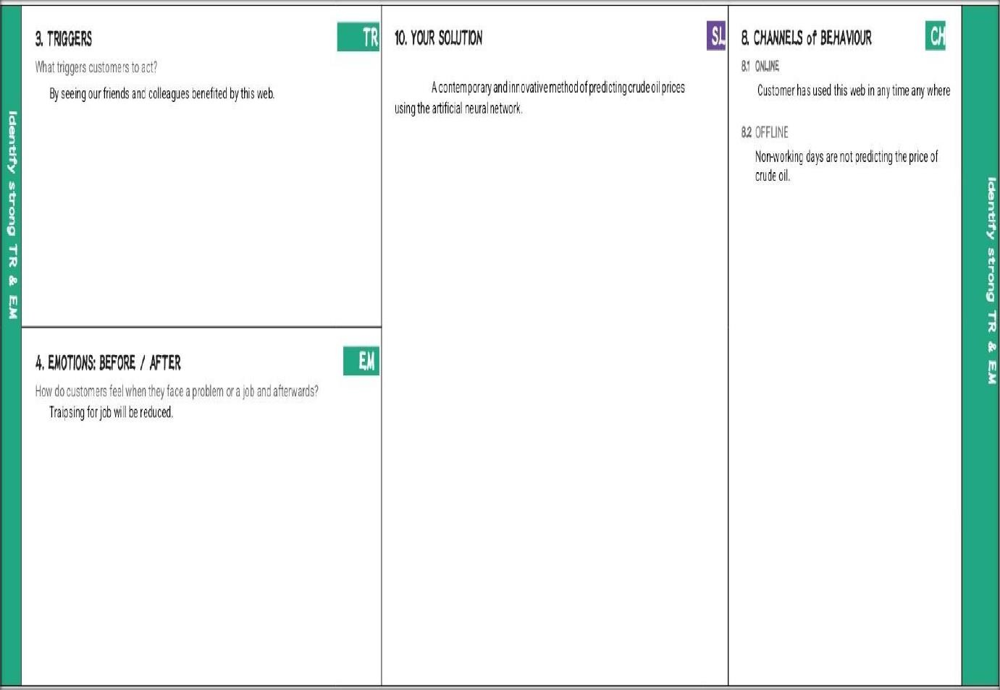 Identify strong TR & EM
3. TRIGGERS
TR
What triggers customers to act?
By seeing our friends and colleagues benefited by this web.
4. EMOTIONS: BEFORE / AFTER
EM
How do customers feel when they face a problem or a job and afterwards?
Traipsing for job will be reduced.
10. YOUR SOLUTION
SL
A contemporary and innovative method of predicting crude oil prices
using the artificial neural network.
8. CHANNELS of BEHAVIOUR
CH
8.1 ONLINE
Customer has used this web in any time any where
8.2 OFFLINE
Non-working days are not predicting the price of
crude oil.
Identify strong TR & EM